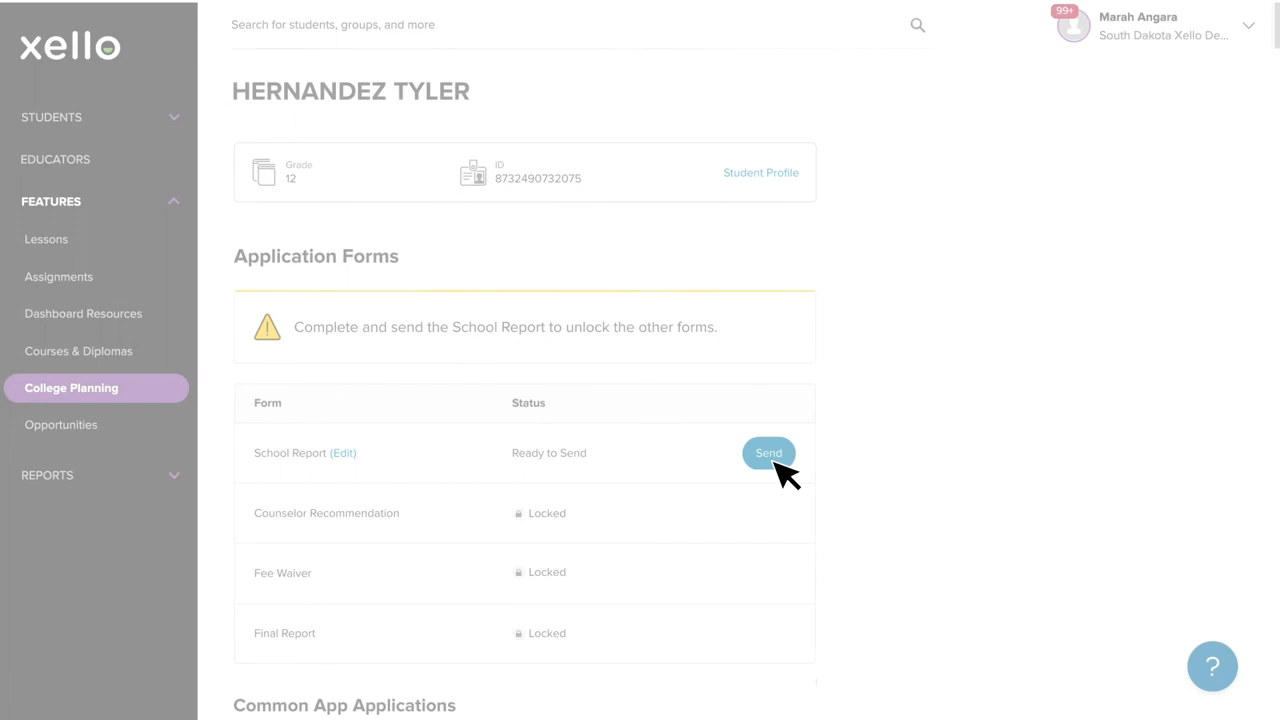 xello
Search for students, groups, and more
99+
Marah Angara
South Dakota Xello De...
STUDENTS
EDUCATORS
FEATURES
Lessons
Assignments
Dashboard Resources
Courses & Diplomas
College Planning
Opportunities
REPORTS
HERNANDEZ TYLER
Grade
12
ID
8732490732075
Student Profile
Application Forms
Complete and send the School Report to unlock the other forms.
Form Status
School Report (Edit) Ready to Send Send
Counselor Recommendation Locked
Fee Waiver Locked
Final Report Locked
Common App Applications
?